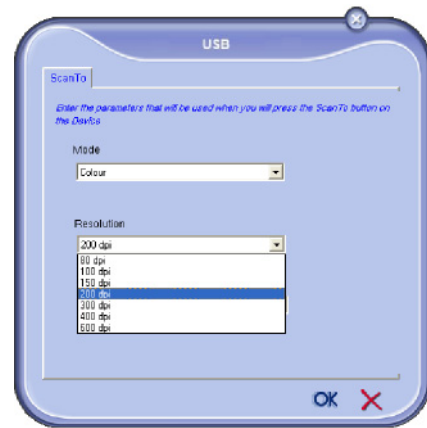 USB
ScanTo
Enter the parameters that will be used when you will press the ScanTo button on
the Device
Mode
Colour
Resolution
200 dpi
80 dpi
100 dpi
150 dpi
200 dpi
300 dpi
400 dpi
600 dpi
OK